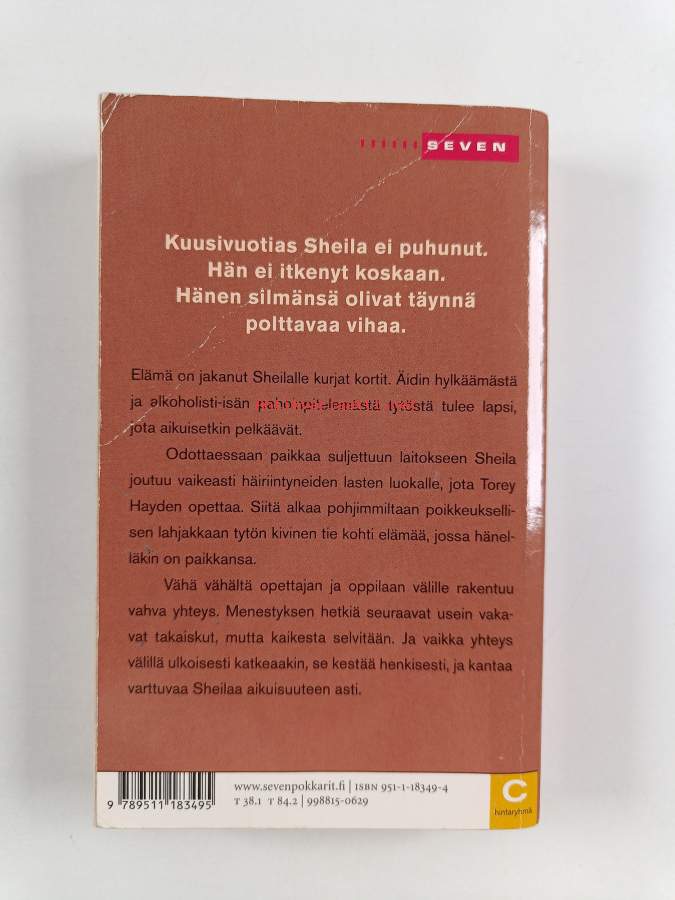 SEVEN
Kuusivuotias Sheila ei puhunut.
Hän ei itkenyt koskaan.
Hänen silmänsä olivat täynnä
polttavaa vihaa.
Elämä on jakanut Sheilalle kurjat kortit. Äidin hylkäämästä
ja alkoholisti-isän pahoinpitelemästä tytöstä tulee lapsi,
jota aikuisetkin pelkäävät.
Odottaessaan paikkaa suljettuun laitokseen Sheila
joutuu vaikeasti häiriintyneiden lasten luokalle, jota Torey
Hayden opettaa. Siitä alkaa pohjimmiltaan poikkeukselli-
sen lahjakkaan tytön kivinen tie kohti elämää, jossa hänel-
läkin on paikkansa.
Vähä vähältä opettajan ja oppilaan välille rakentuu
vahva yhteys. Menestyksen hetkiä seuraavat usein vaka-
vat takaiskut, mutta kaikesta selvitään. Ja vaikka yhteys
välillä ulkoisesti katkeaakin, se kestää henkisesti, ja kantaa
varttuvaa Sheilaa aikuisuuteen asti.
www.sevenpokkarit.fi | ISBN 951-1-18349-4
T 38.1 T 84.2 | 998815-0629
9 789511 183495
C
hintaryhmä